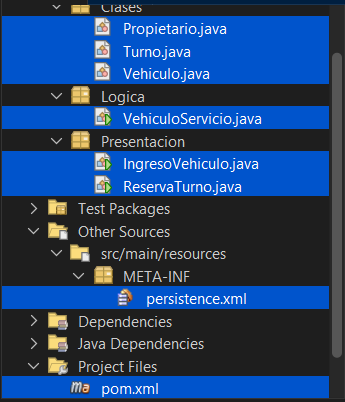 Clases
Propietario.java
Turno.java
Vehiculo.java
Logica
VehiculoServicio.java
Presentacion
IngresoVehiculo.java
ReservaTurno.java
Test Packages
Other Sources
src/main/resources
META-INF
persistence.xml
Dependencies
Java Dependencies
Project Files
ma pom.xml